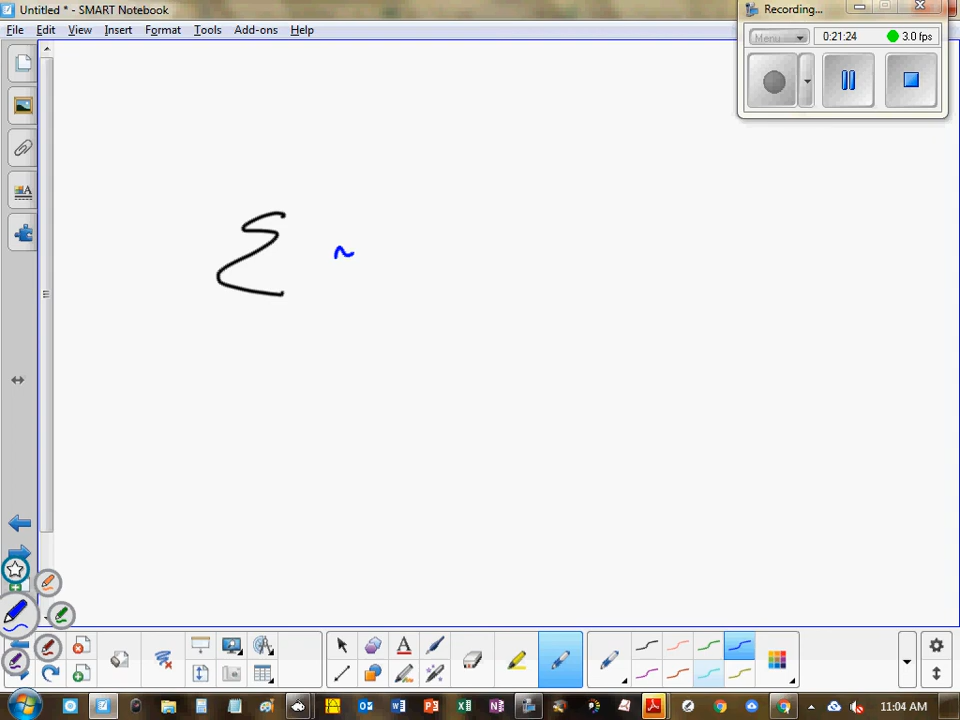 Untitled * - SMART Notebook
Recording...
File Edit View Insert Format Tools Add-ons Help
Menu 0:21:24 3.0 fps
Σ ~
11:04 AM